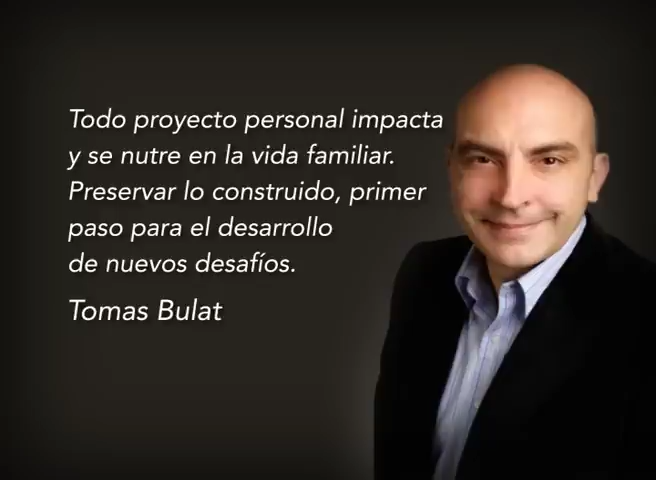 Todo proyecto personal impacta
y se nutre en la vida familiar.
Preservar lo construido, primer
paso para el desarrollo
de nuevos desafíos.
Tomas Bulat